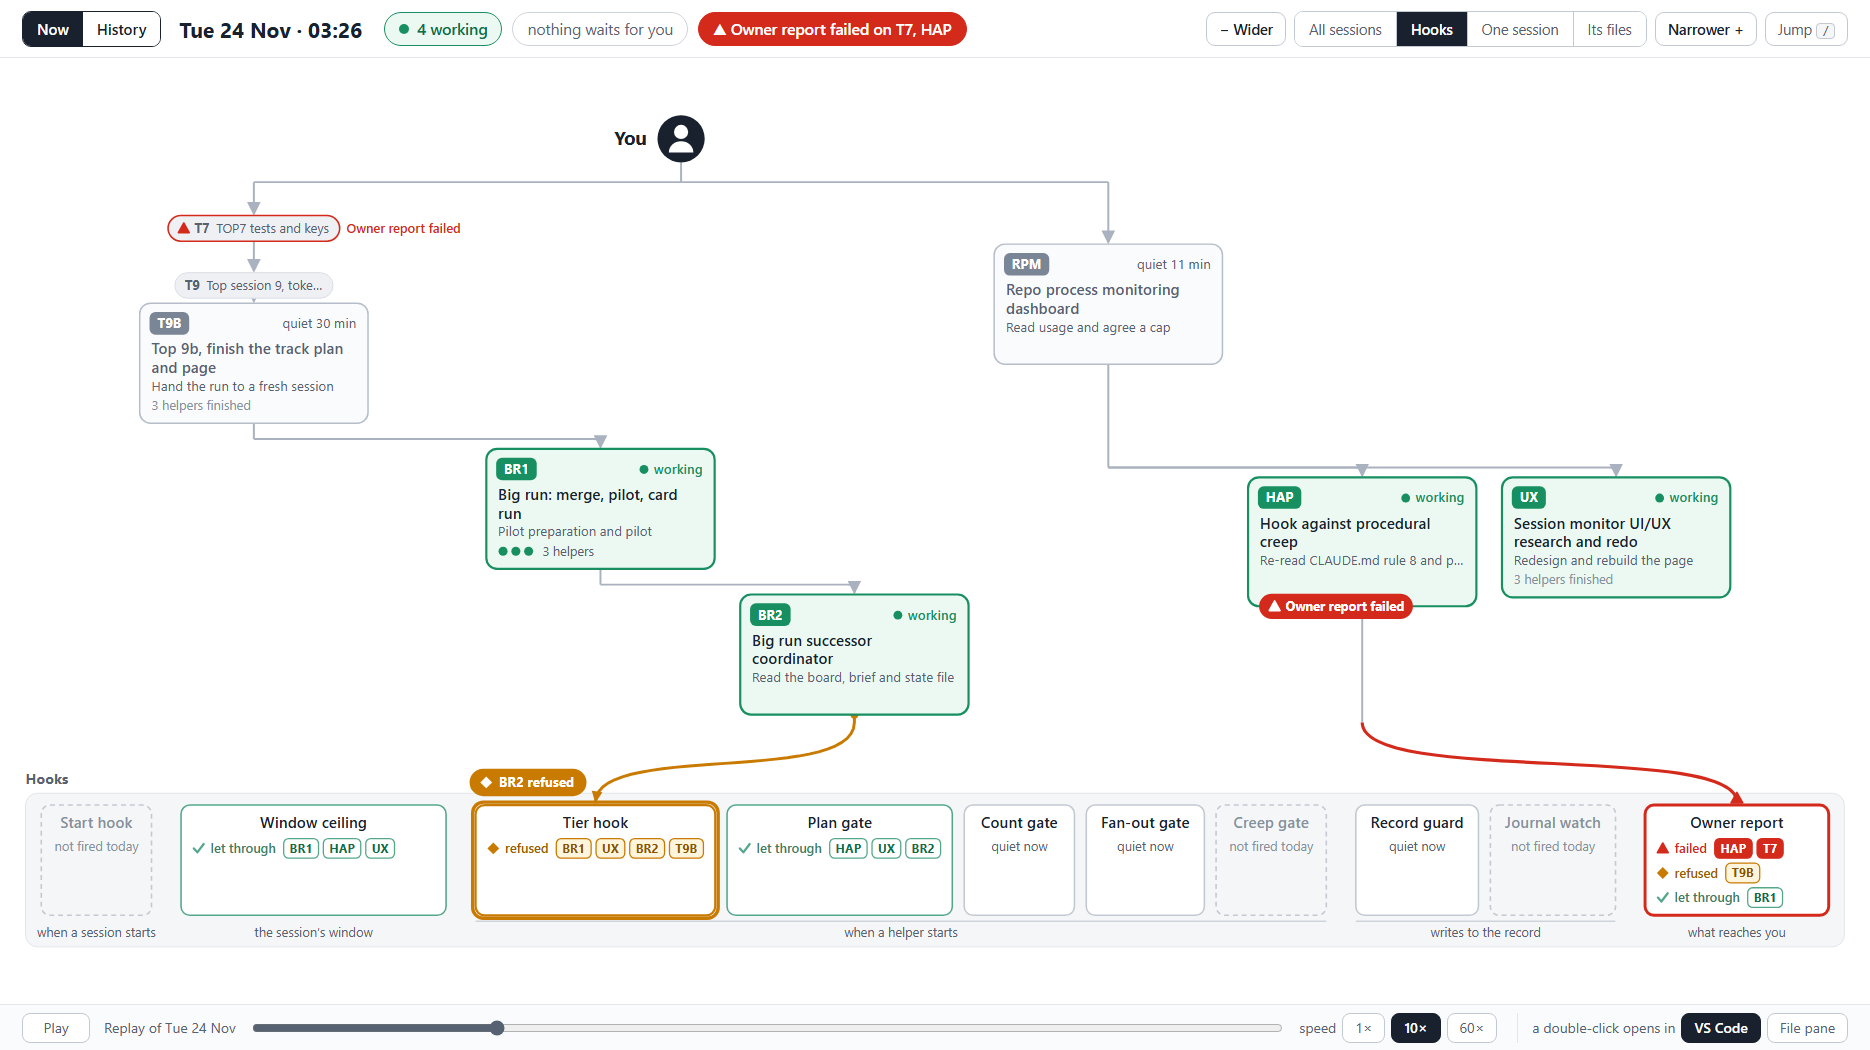 Now
History
Tue 24 Nov · 03:26
4 working
nothing waits for you
Owner report failed on T7, HAP
− Wider
All sessions
Hooks
One session
Its files
Narrower +
Jump /
You
T7 TOP7 tests and keys
Owner report failed
T9 Top session 9, toke...
T9B
quiet 30 min
Top 9b, finish the track plan
and page
Hand the run to a fresh session
3 helpers finished
RPM
quiet 11 min
Repo process monitoring
dashboard
Read usage and agree a cap
BR1
working
Big run: merge, pilot, card
run
Pilot preparation and pilot
3 helpers
HAP
working
Hook against procedural
creep
Re-read CLAUDE.md rule 8 and p...
Owner report failed
UX
working
Session monitor UI/UX
research and redo
Redesign and rebuild the page
3 helpers finished
BR2
working
Big run successor
coordinator
Read the board, brief and state file
Hooks
BR2 refused
Start hook
not fired today
Window ceiling
let through BR1 HAP UX
Tier hook
refused BR1 UX BR2 T9B
Plan gate
let through HAP UX BR2
Count gate
quiet now
Fan-out gate
quiet now
Creep gate
not fired today
Record guard
quiet now
Journal watch
not fired today
Owner report
failed HAP T7
refused T9B
let through BR1
when a session starts
the session's window
when a helper starts
writes to the record
what reaches you
Play
Replay of Tue 24 Nov
speed
1×
10×
60×
a double-click opens in
VS Code
File pane